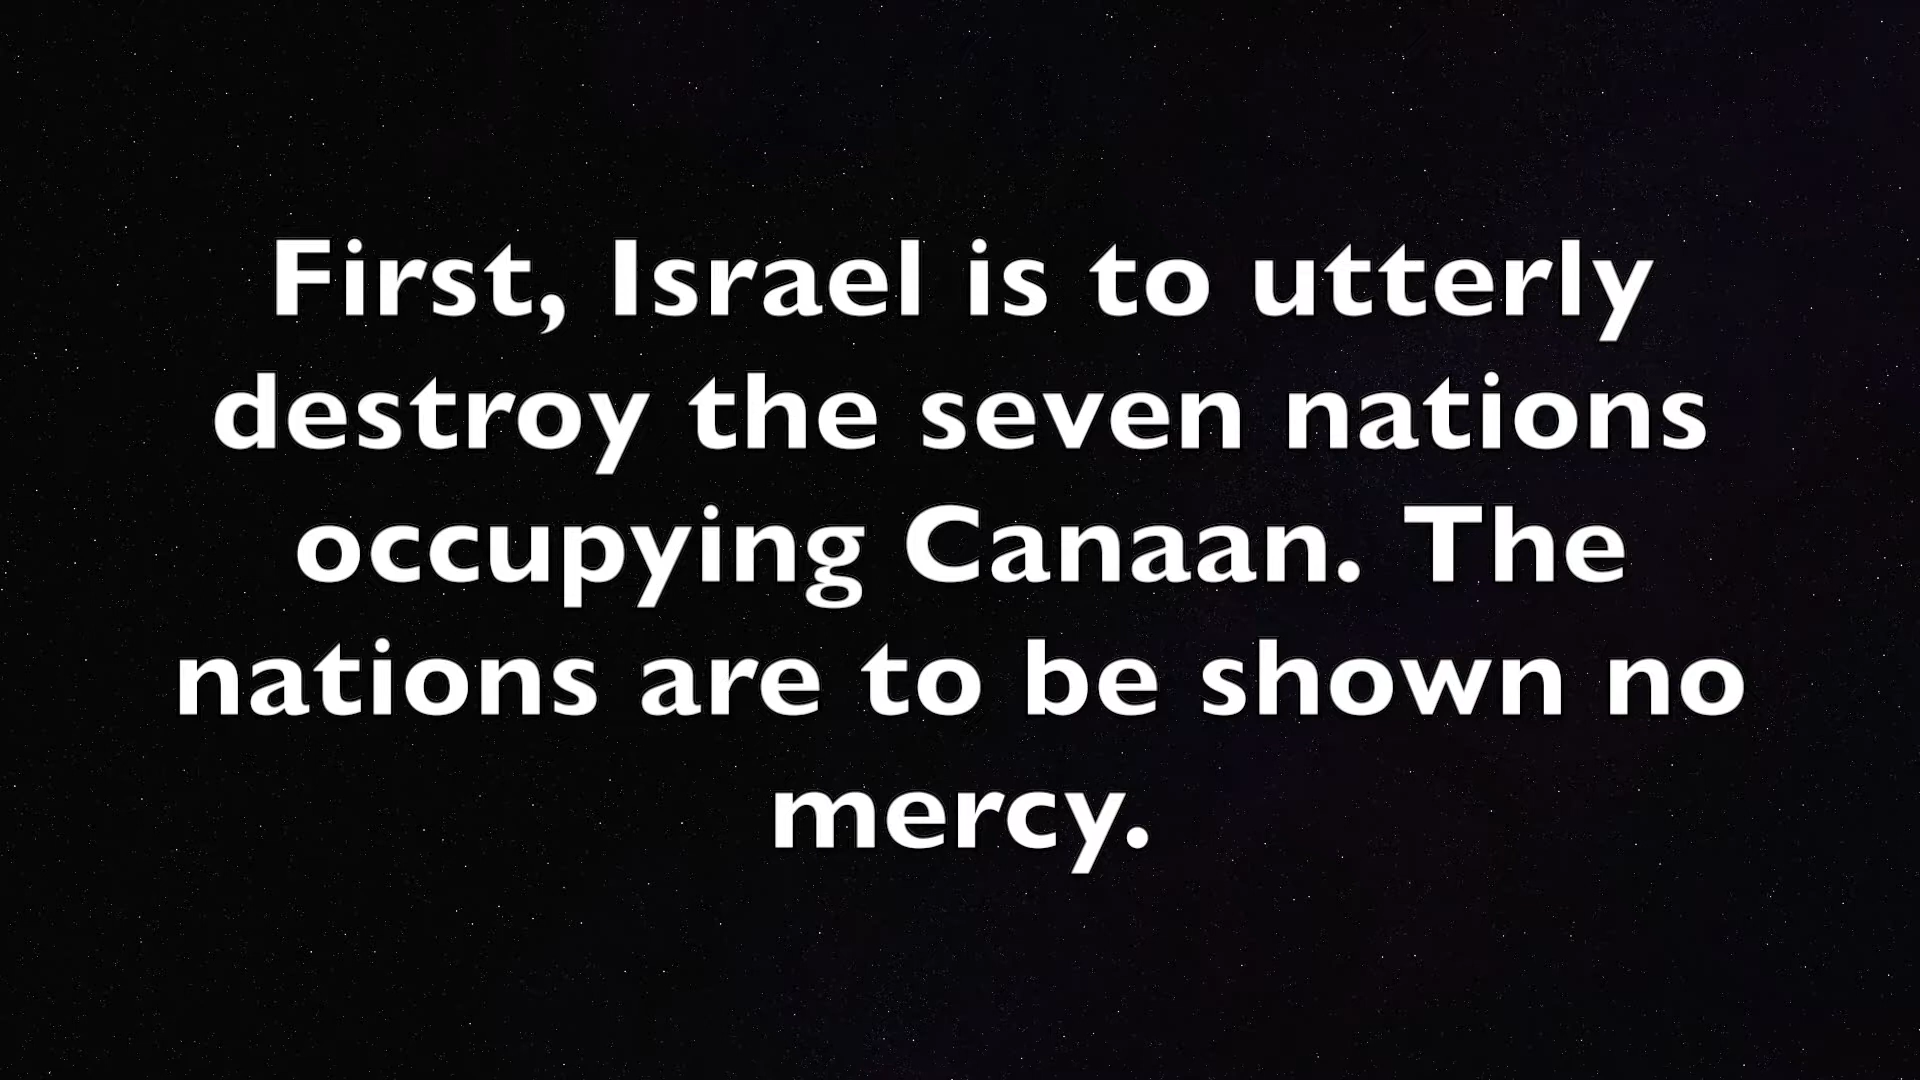 First, Israel is to utterly
destroy the seven nations
occupying Canaan. The
nations are to be shown no
mercy.